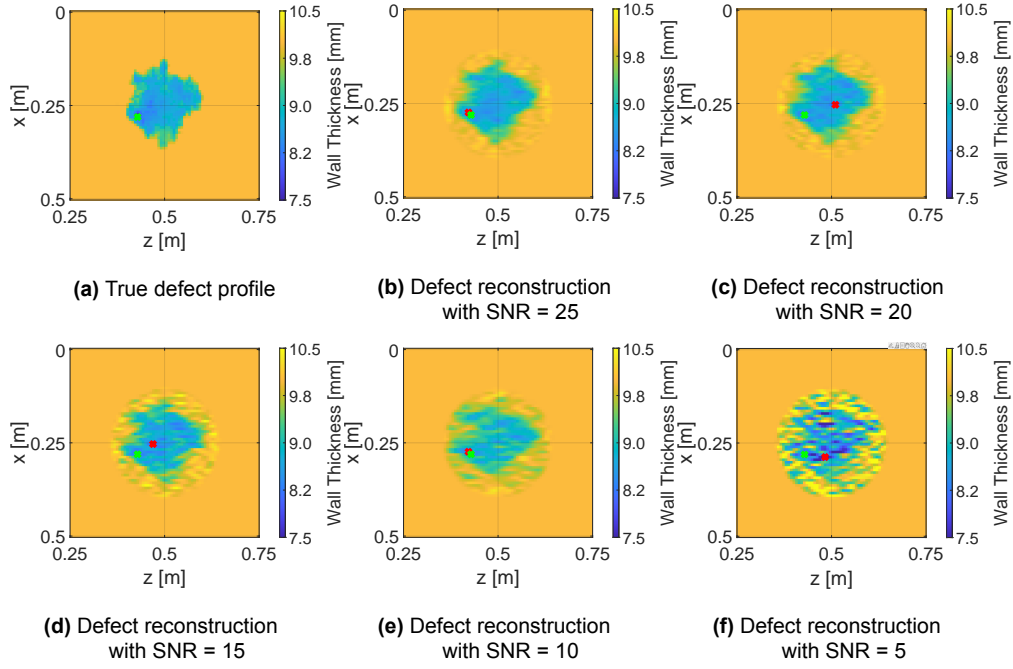 0
-0.25
0.5
0.25
0.5
0.75
x [m]
z [m]
10.5
9.8
9.0
8.2
7.5
Wall Thickness [mm]
(a) True defect profile
0
-0.25
0.5
0.25
0.5
0.75
x [m]
z [m]
10.5
9.8
9.0
8.2
7.5
Wall Thickness [mm]
(b) Defect reconstruction
with SNR = 25
0
-0.25
0.5
0.25
0.5
0.75
x [m]
z [m]
10.5
9.8
9.0
8.2
7.5
Wall Thickness [mm]
(c) Defect reconstruction
with SNR = 20
0
-0.25
0.5
0.25
0.5
0.75
x [m]
z [m]
10.5
9.8
9.0
8.2
7.5
Wall Thickness [mm]
(d) Defect reconstruction
with SNR = 15
0
-0.25
0.5
0.25
0.5
0.75
x [m]
z [m]
10.5
9.8
9.0
8.2
7.5
Wall Thickness [mm]
(e) Defect reconstruction
with SNR = 10
0
-0.25
0.5
0.25
0.5
0.75
x [m]
z [m]
10.5
9.8
9.0
8.2
7.5
Wall Thickness [mm]
(f) Defect reconstruction
with SNR = 5